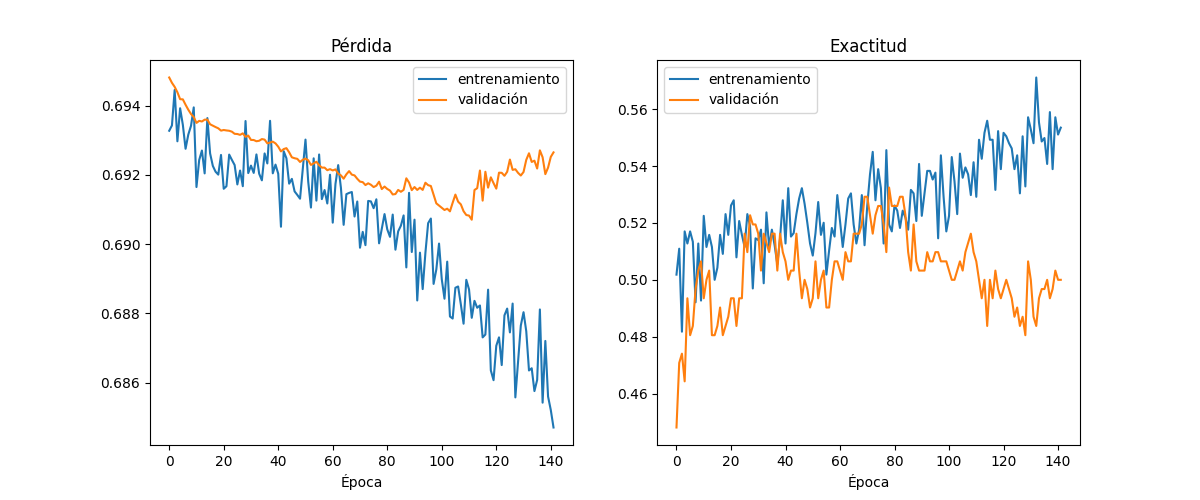 Pérdida
entrenamiento
validación
0.694
0.692
0.690
0.688
0.686
0 20 40 60 80 100 120 140
Época
Exactitud
entrenamiento
validación
0.56
0.54
0.52
0.50
0.48
0.46
0 20 40 60 80 100 120 140
Época